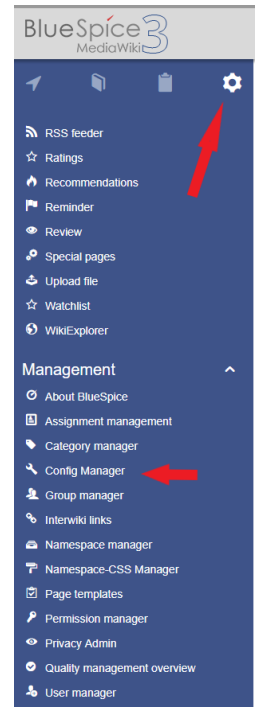 BlueSpice 3
MediaWiki
RSS feeder
Ratings
Recommendations
Reminder
Review
Special pages
Upload file
Watchlist
WikiExplorer
Management
About BlueSpice
Assignment management
Category manager
Config Manager
Group manager
Interwiki links
Namespace manager
Namespace-CSS Manager
Page templates
Permission manager
Privacy Admin
Quality management overview
User manager